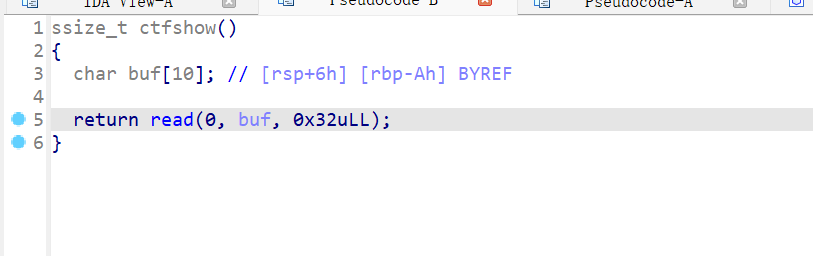 IDA View-A Pseudocode-B Pseudocode-A
1 ssize_t ctfshow()
2 {
3 char buf[10]; // [rsp+6h] [rbp-Ah] BYREF
4
5 return read(0, buf, 0x32uLL);
6 }